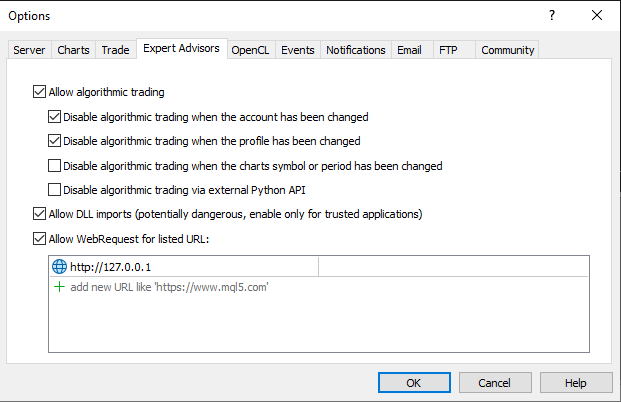 Options
Server Charts Trade Expert Advisors OpenCL Events Notifications Email FTP Community
Allow algorithmic trading
Disable algorithmic trading when the account has been changed
Disable algorithmic trading when the profile has been changed
Disable algorithmic trading when the charts symbol or period has been changed
Disable algorithmic trading via external Python API
Allow DLL imports (potentially dangerous, enable only for trusted applications)
Allow WebRequest for listed URL:
http://127.0.0.1
add new URL like 'https://www.mql5.com'
OK Cancel Help